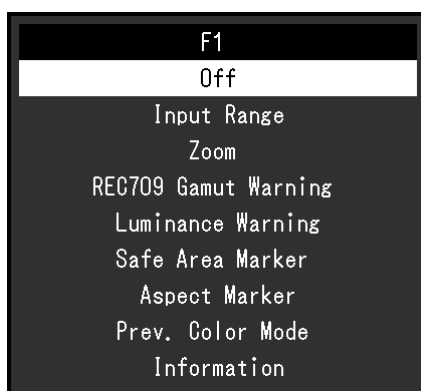 F1
Off
Input Range
Zoom
REC709 Gamut Warning
Luminance Warning
Safe Area Marker
Aspect Marker
Prev. Color Mode
Information